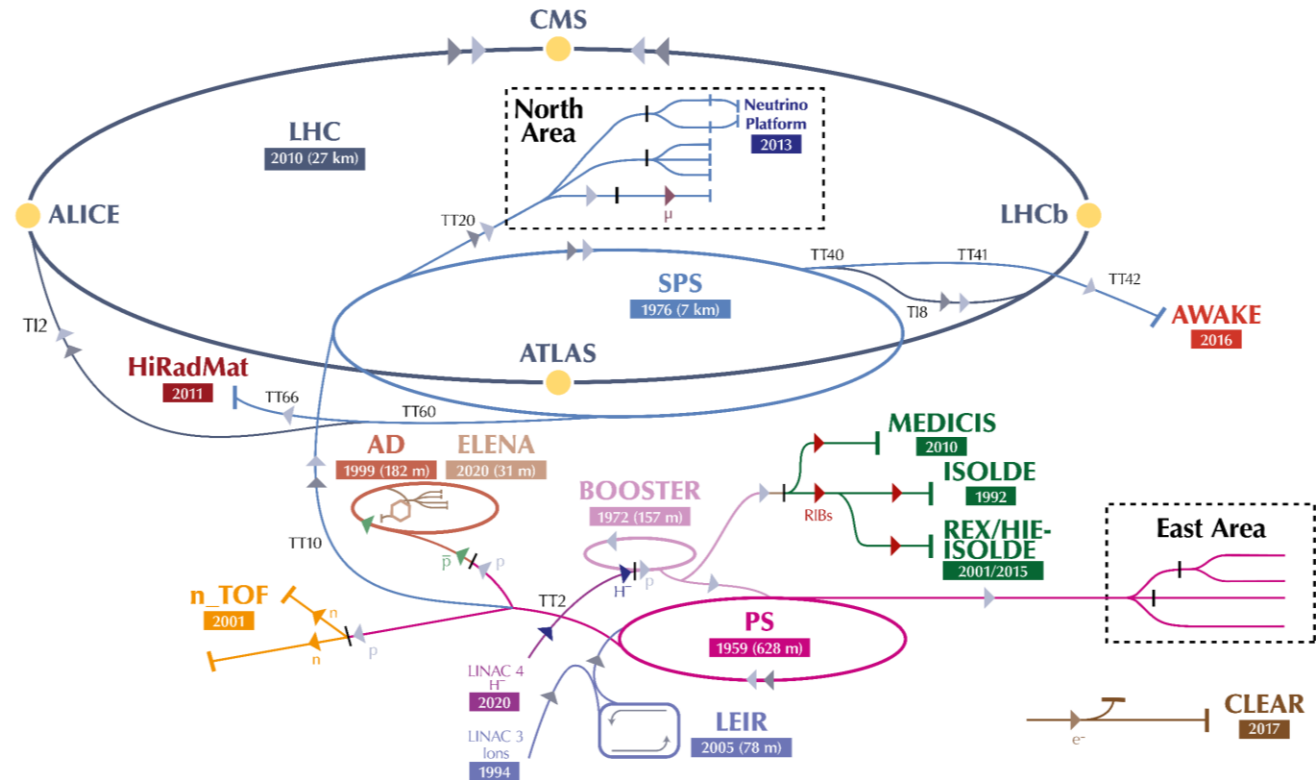 CMS
North
Area
Neutrino
Platform
2013
LHC
2010 (27 km)
ALICE
LHCb
μ
TT20
TT40
TT41
TT42
SPS
1976 (7 km)
TI2
TI8
AWAKE
2016
ATLAS
HiRadMat
2011
TT66
TT60
AD
1999 (182 m)
ELENA
2020 (31 m)
MEDICIS
2010
ISOLDE
1992
RIBs
REX/HIE-
ISOLDE
2001/2015
BOOSTER
1972 (157 m)
East Area
TT10
p̅
p
H⁻
p
TT2
n_TOF
2001
n
n
p
PS
1959 (628 m)
LINAC 4
H⁻
2020
LEIR
2005 (78 m)
LINAC 3
Ions
1994
CLEAR
2017
e⁻